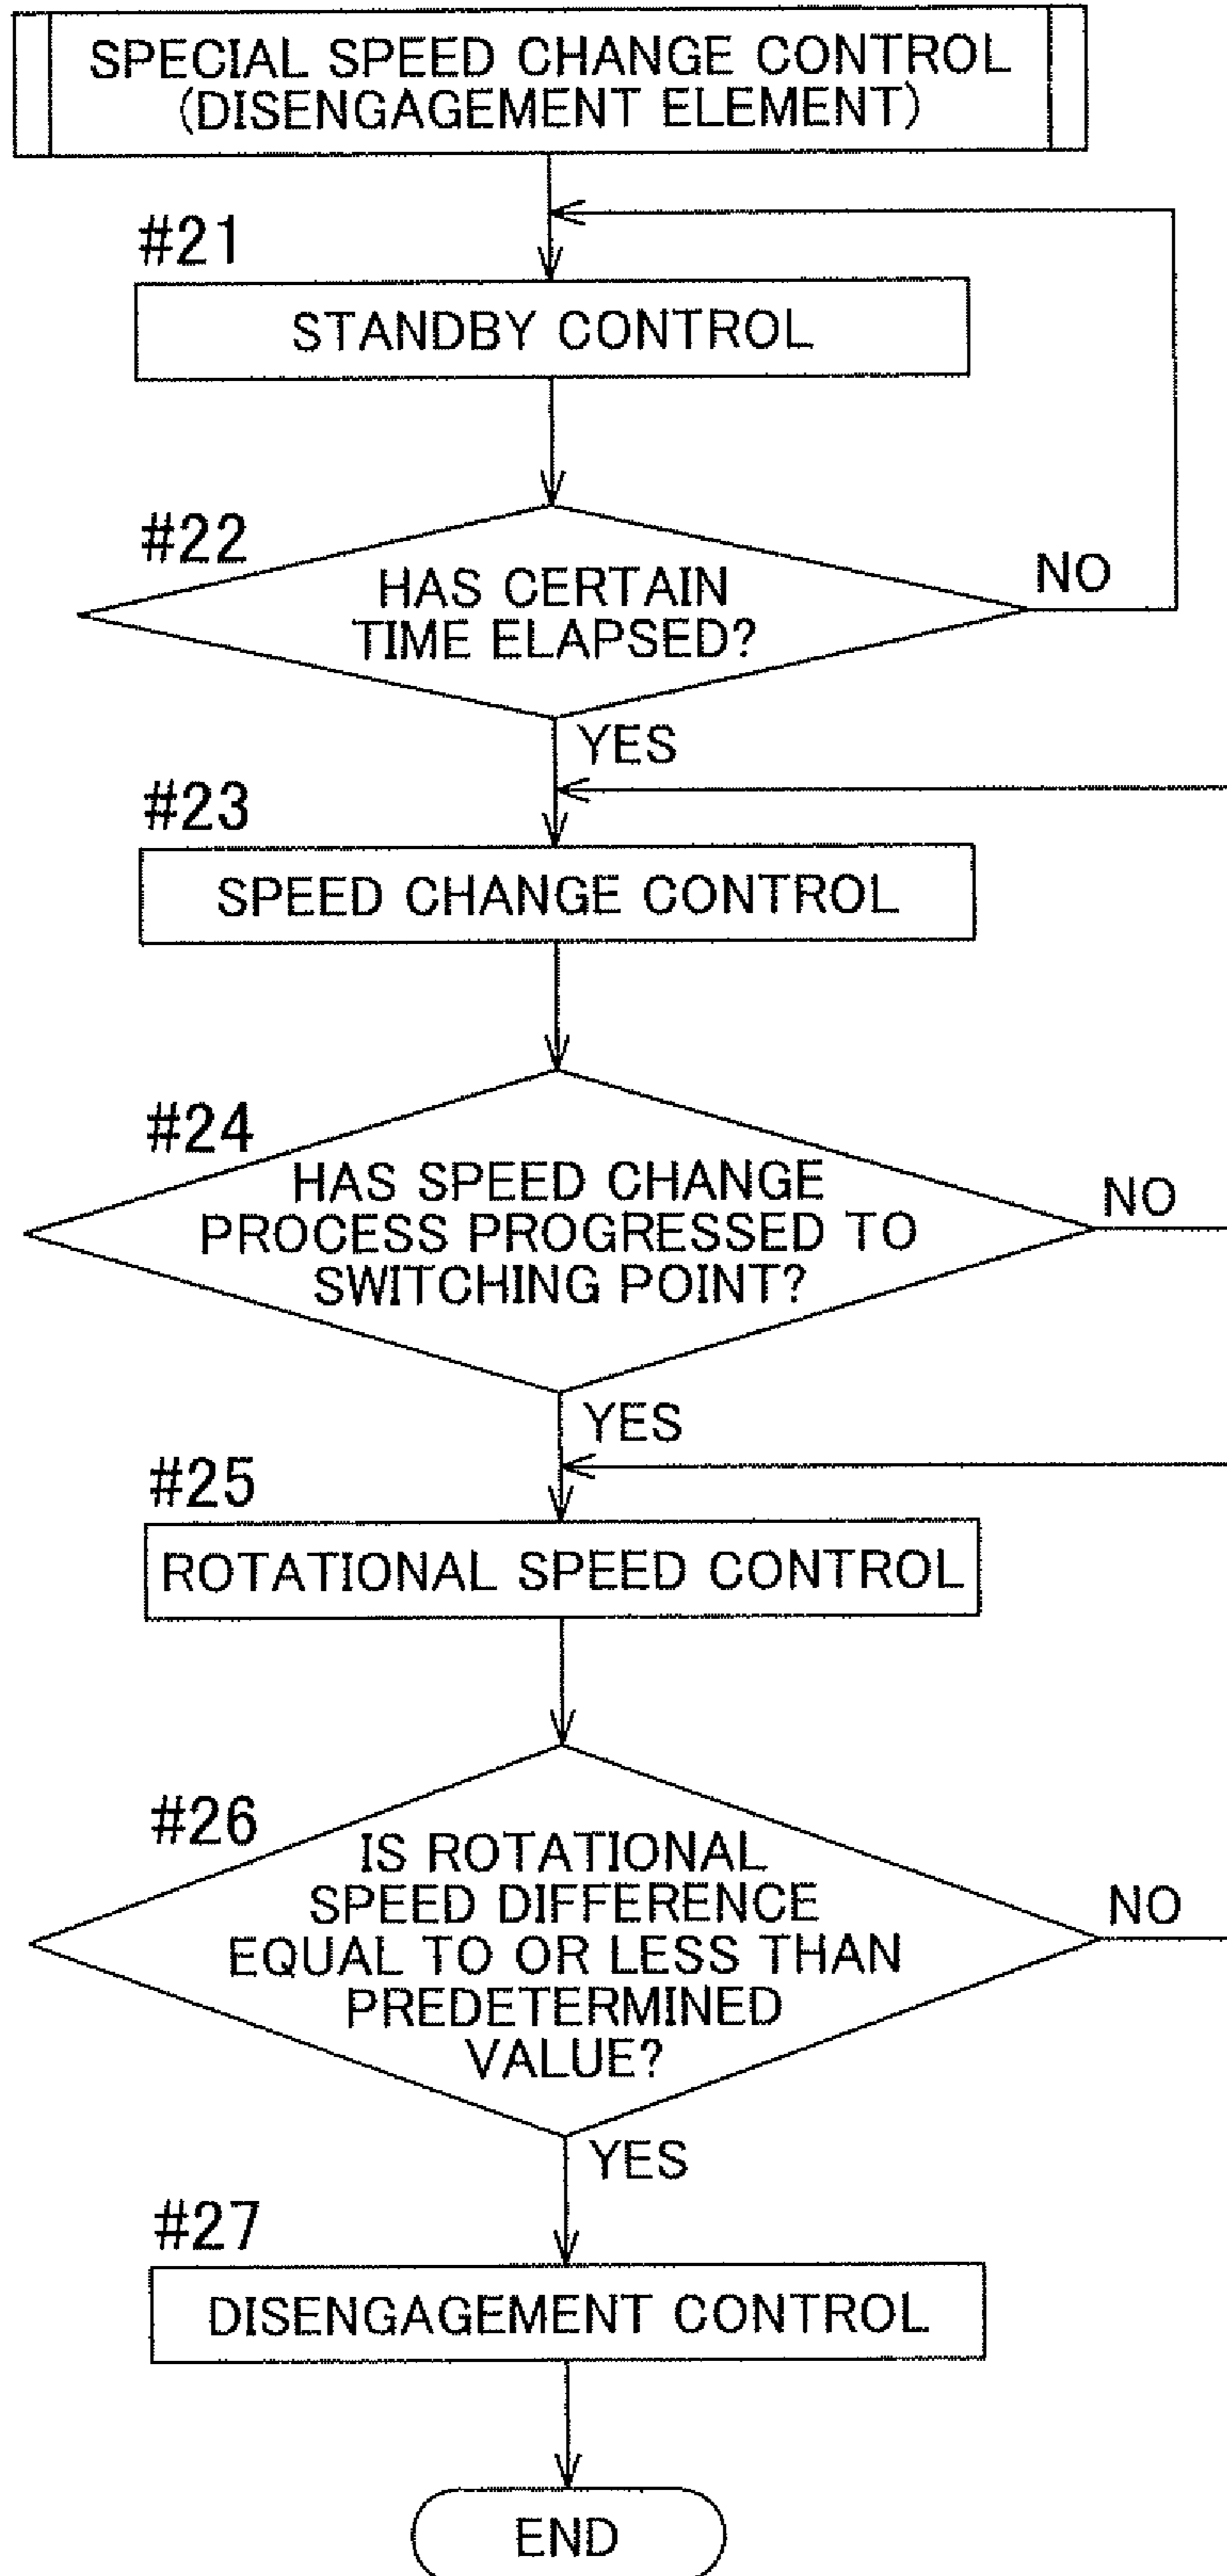 SPECIAL SPEED CHANGE CONTROL
(DISENGAGEMENT ELEMENT)
#21
STANDBY CONTROL
#22
HAS CERTAIN
TIME ELAPSED?
NO
YES
#23
SPEED CHANGE CONTROL
#24
HAS SPEED CHANGE
PROCESS PROGRESSED TO
SWITCHING POINT?
NO
YES
#25
ROTATIONAL SPEED CONTROL
#26
IS ROTATIONAL
SPEED DIFFERENCE
EQUAL TO OR LESS THAN
PREDETERMINED
VALUE?
NO
YES
#27
DISENGAGEMENT CONTROL
END